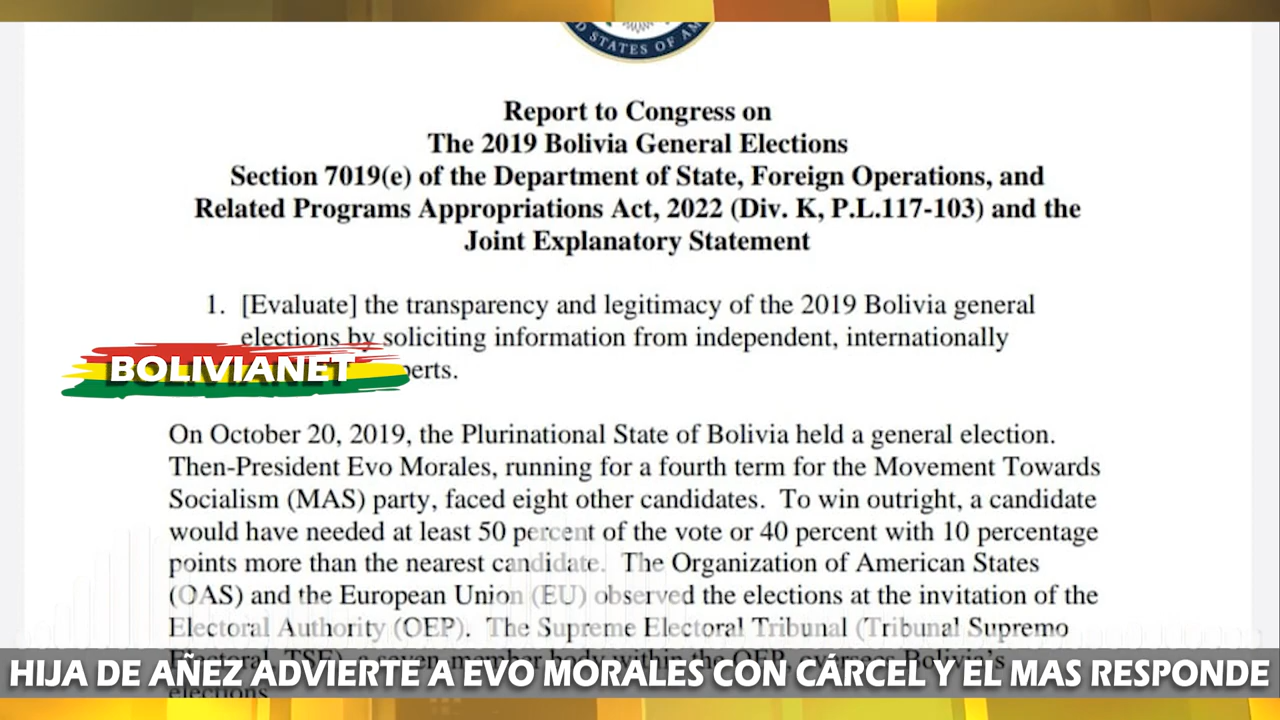 D STATES OF AM
Report to Congress on
The 2019 Bolivia General Elections
Section 7019(e) of the Department of State, Foreign Operations, and
Related Programs Appropriations Act, 2022 (Div. K, P.L.117-103) and the
Joint Explanatory Statement
1. [Evaluate] the transparency and legitimacy of the 2019 Bolivia general
elections by soliciting information from independent, internationally
BOLIVIANET
perts.
On October 20, 2019, the Plurinational State of Bolivia held a general election.
Then-President Evo Morales, running for a fourth term for the Movement Towards
Socialism (MAS) party, faced eight other candidates. To win outright, a candidate
would have needed at least 50 percent of the vote or 40 percent with 10 percentage
points more than the nearest candidate. The Organization of American States
(OAS) and the European Union (EU) observed the elections at the invitation of the
Electoral Authority (OEP). The Supreme Electoral Tribunal (Tribunal Supremo
HIJA DE AÑEZ ADVIERTE A EVO MORALES CON CÁRCEL Y EL MAS RESPONDE
elections.